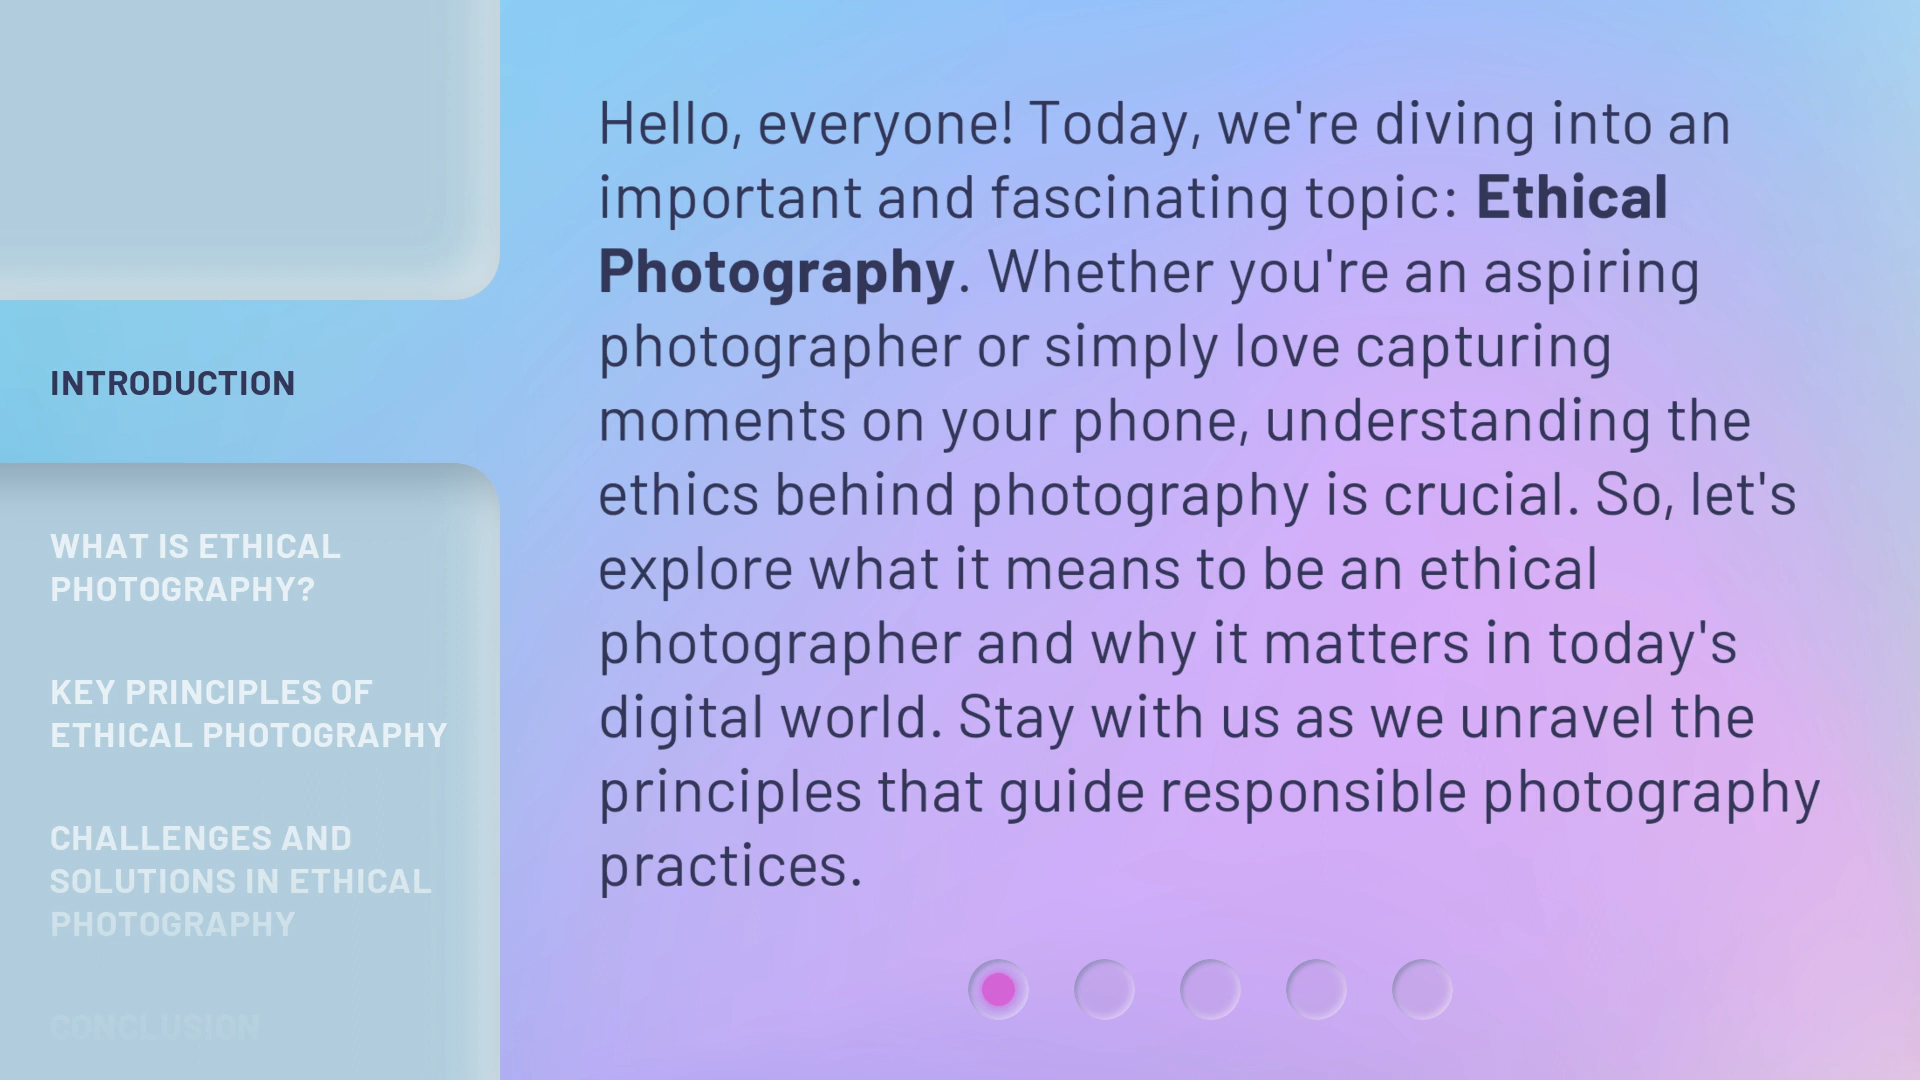 INTRODUCTION
WHAT IS ETHICAL
PHOTOGRAPHY?
KEY PRINCIPLES OF
ETHICAL PHOTOGRAPHY
CHALLENGES AND
SOLUTIONS IN ETHICAL
PHOTOGRAPHY
CONCLUSION
Hello, everyone! Today, we're diving into an
important and fascinating topic: Ethical
Photography. Whether you're an aspiring
photographer or simply love capturing
moments on your phone, understanding the
ethics behind photography is crucial. So, let's
explore what it means to be an ethical
photographer and why it matters in today's
digital world. Stay with us as we unravel the
principles that guide responsible photography
practices.